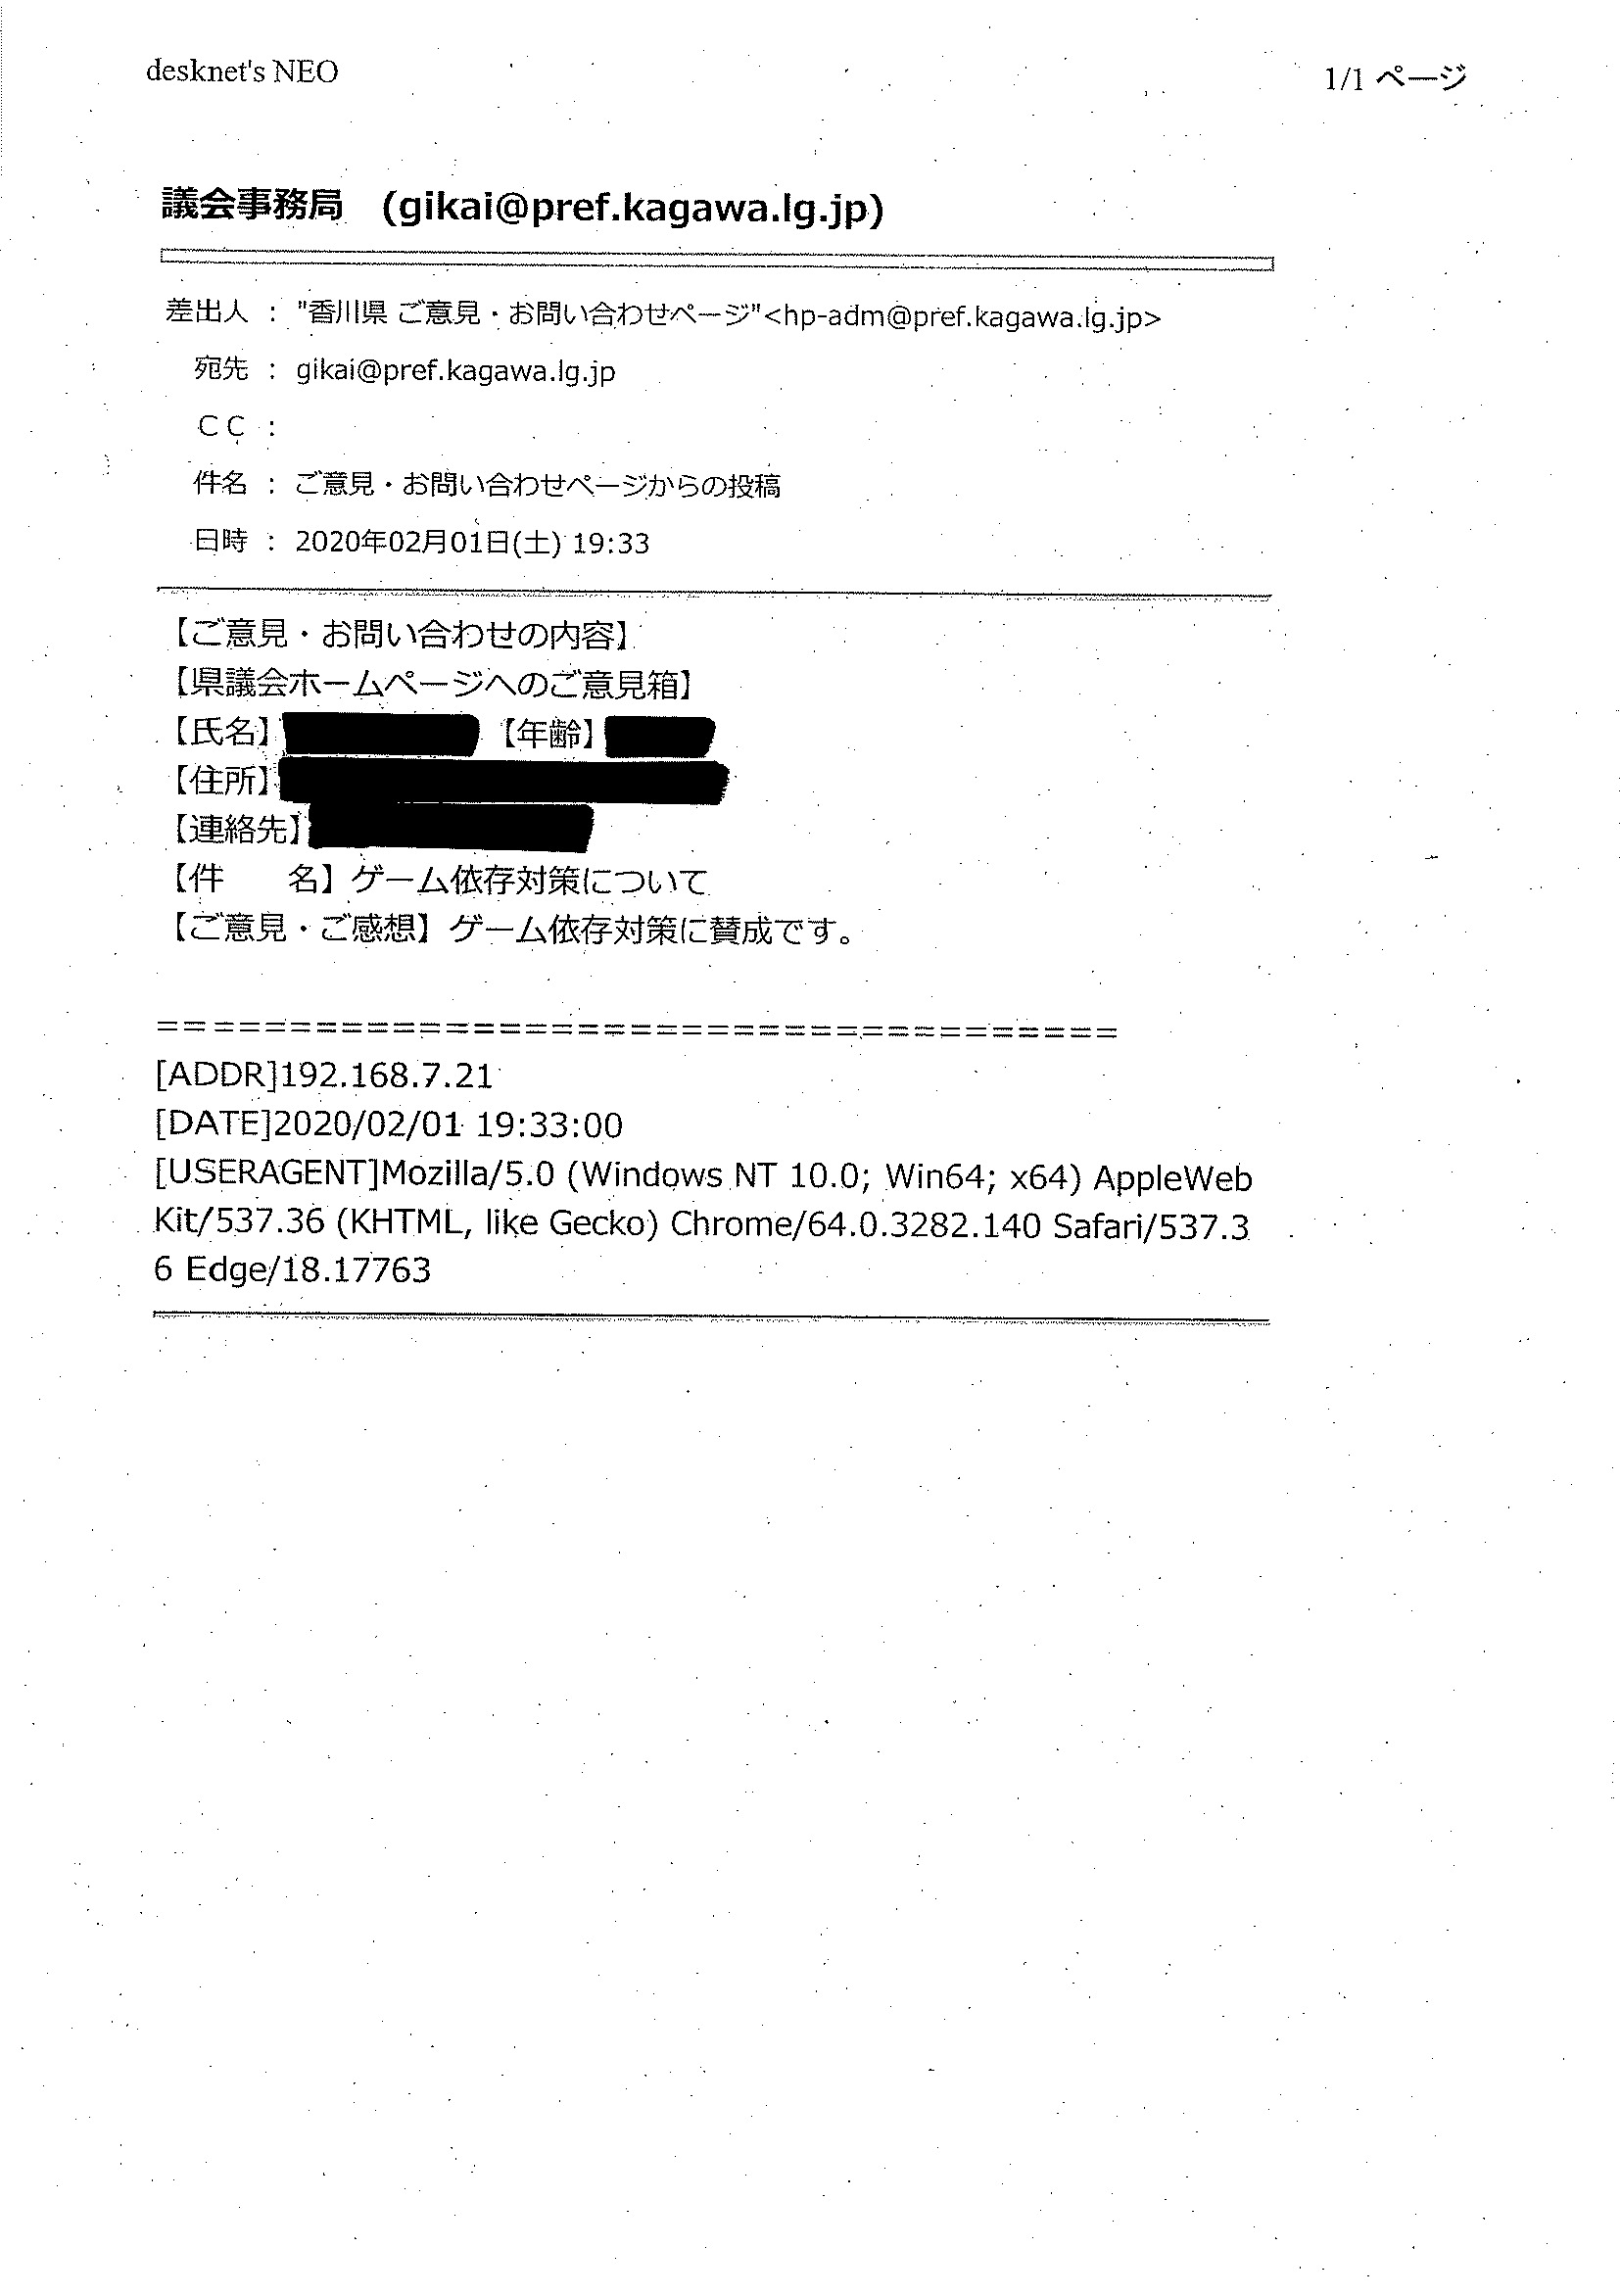 desknet's NEO
1/1 ページ
議会事務局 (gikai@pref.kagawa.lg.jp)
差出人 : "香川県 ご意見・お問い合わせページ"<hp-adm@pref.kagawa.lg.jp>
宛先 : gikai@pref.kagawa.lg.jp
CC :
件名 : ご意見・お問い合わせページからの投稿
日時 : 2020年02月01日(土) 19:33
【ご意見・お問い合わせの内容】
【県議会ホームページへのご意見箱】
【氏名】 【年齢】
【住所】
【連絡先】
【件　　名】ゲーム依存対策について
【ご意見・ご感想】ゲーム依存対策に賛成です。
=====================================
[ADDR]192.168.7.21
[DATE]2020/02/01 19:33:00
[USERAGENT]Mozilla/5.0 (Windows NT 10.0; Win64; x64) AppleWeb
Kit/537.36 (KHTML, like Gecko) Chrome/64.0.3282.140 Safari/537.3
6 Edge/18.17763